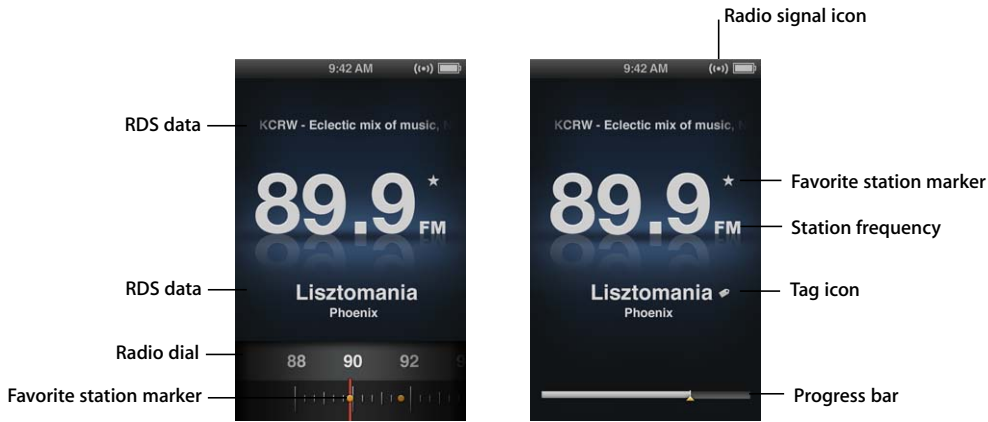 Radio signal icon
9:42 AM
9:42 AM
RDS data
KCRW - Eclectic mix of music,
KCRW - Eclectic mix of music,
89.9 FM
89.9 FM
Favorite station marker
Station frequency
RDS data
Lisztomania
Phoenix
Lisztomania
Phoenix
Tag icon
Radio dial
88 90 92
Favorite station marker
Progress bar